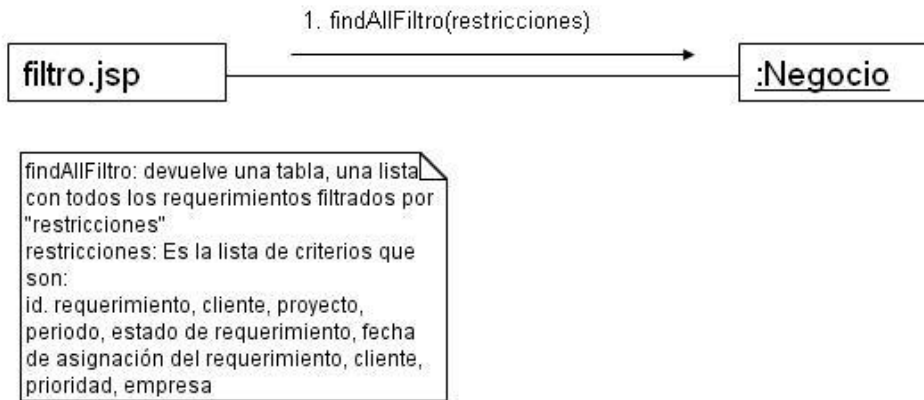 1. findAllFiltro(restricciones)
filtro.jsp
:Negocio
findAllFiltro: devuelve una tabla, una lista
con todos los requerimientos filtrados por
"restricciones"
restricciones: Es la lista de criterios que
son:
id. requerimiento, cliente, proyecto,
periodo, estado de requerimiento, fecha
de asignación del requerimiento, cliente,
prioridad, empresa